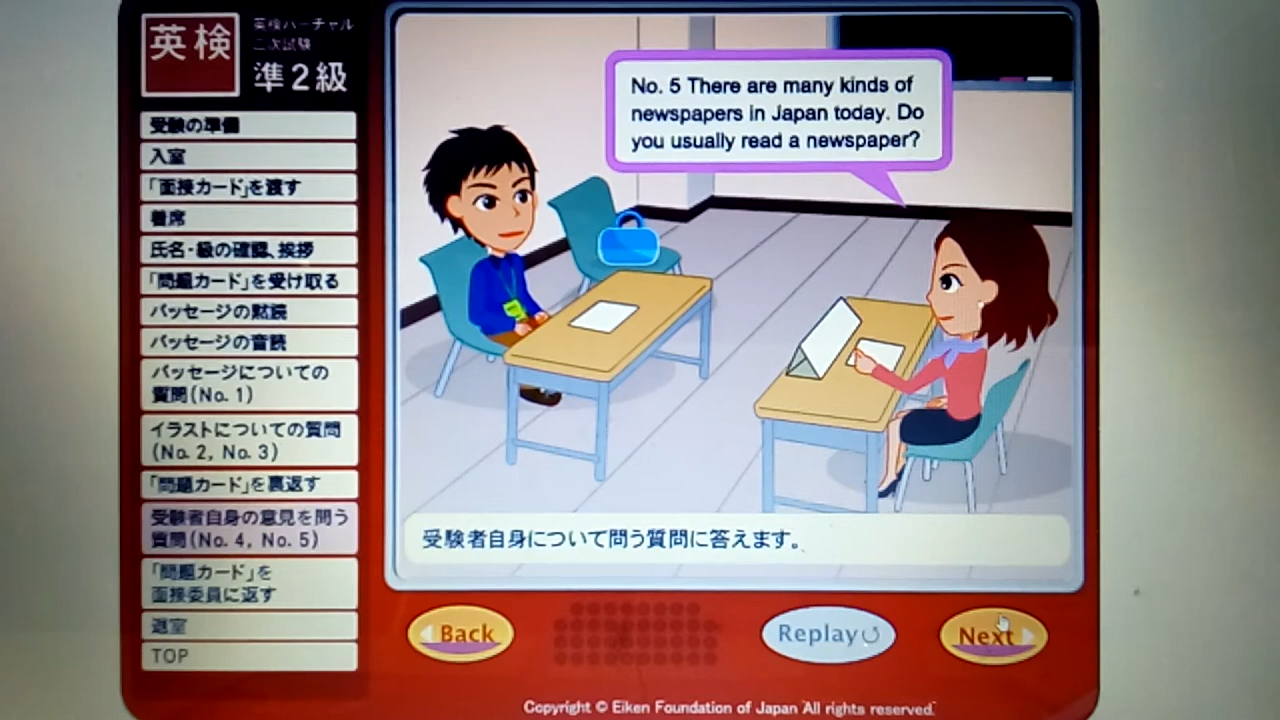 英検
英検バーチャル
二次試験
準2級
受験の準備
入室
「面接カード」を渡す
着席
氏名・級の確認、挨拶
「問題カード」を受け取る
パッセージの黙読
パッセージの音読
パッセージについての
質問(No. 1)
イラストについての質問
(No. 2, No. 3)
「問題カード」を裏返す
受験者自身の意見を問う
質問(No. 4, No. 5)
「問題カード」を
面接委員に返す
退室
TOP
No. 5 There are many kinds of
newspapers in Japan today. Do
you usually read a newspaper?
受験者自身について問う質問に答えます。
Back
Replay
Next
Copyright © Eiken Foundation of Japan All rights reserved.